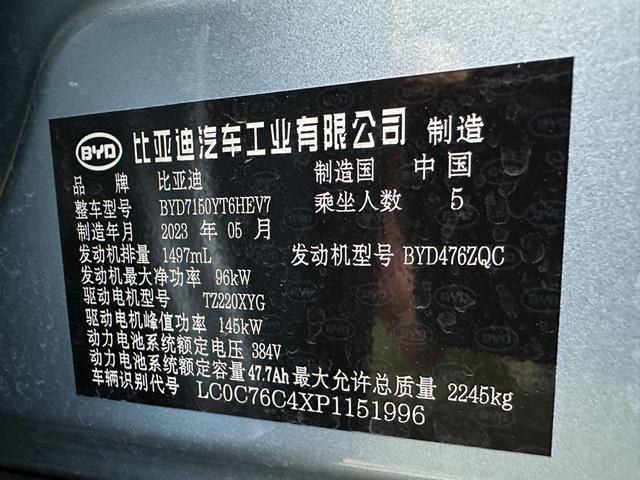 BYD 比亚迪汽车工业有限公司 制造
品 牌 比亚迪 制造国 中国
整车型号 BYD7150YT6HEV7 乘坐人数 5
制造年月 2023 年 05 月
发动机排量 1497mL 发动机型号 BYD476ZQC
发动机最大净功率 96kW
驱动电机型号 TZ220XYG
驱动电机峰值功率 145kW
动力电池系统额定电压 384V
动力电池系统额定容量 47.7Ah 最大允许总质量 2245kg
车辆识别代号 LC0C76C4XP1151996